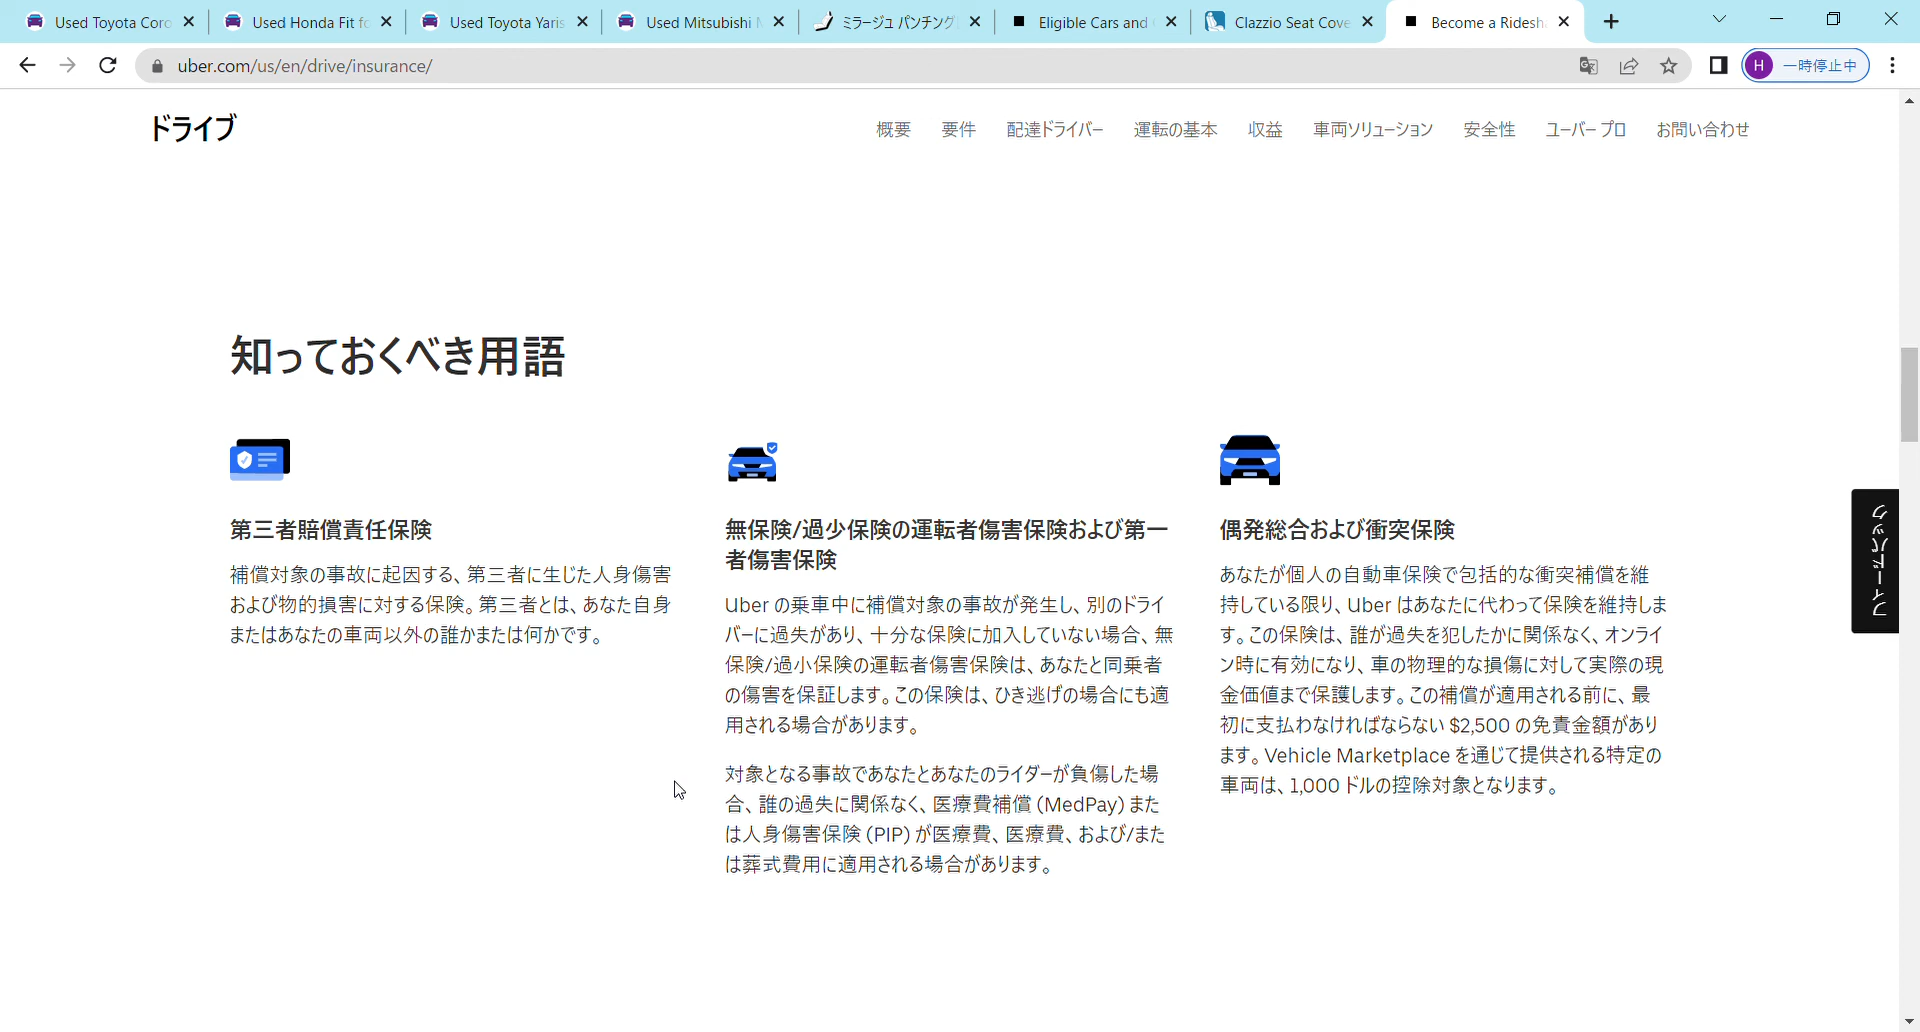 Used Toyota Coro
Used Honda Fit fo
Used Toyota Yaris
Used Mitsubishi M
ミラージュ パンチング
Eligible Cars and
Clazzio Seat Cove
Become a Ridesh
uber.com/us/en/drive/insurance/
H 一時停止中
ドライブ
概要 要件 配達ドライバー 運転の基本 収益 車両ソリューション 安全性 ユーバー プロ お問い合わせ
知っておくべき用語
第三者賠償責任保険
補償対象の事故に起因する、第三者に生じた人身傷害
および物的損害に対する保険。第三者とは、あなた自身
またはあなたの車両以外の誰かまたは何かです。
無保険/過少保険の運転者傷害保険および第一
者傷害保険
Uber の乗車中に補償対象の事故が発生し、別のドライ
バーに過失があり、十分な保険に加入していない場合、無
保険/過小保険の運転者傷害保険は、あなたと同乗者
の傷害を保証します。この保険は、ひき逃げの場合にも適
用される場合があります。
対象となる事故であなたとあなたのライダーが負傷した場
合、誰の過失に関係なく、医療費補償 (MedPay) また
は人身傷害保険 (PIP) が医療費、医療費、および/また
は葬式費用に適用される場合があります。
偶発総合および衝突保険
あなたが個人の自動車保険で包括的な衝突補償を維
持している限り、Uber はあなたに代わって保険を維持しま
す。この保険は、誰が過失を犯したかに関係なく、オンライ
ン時に有効になり、車の物理的な損傷に対して実際の現
金価値まで保護します。この補償が適用される前に、最
初に支払わなければならない $2,500 の免責金額があり
ます。Vehicle Marketplace を通じて提供される特定の
車両は、1,000 ドルの控除対象となります。
フィードバック